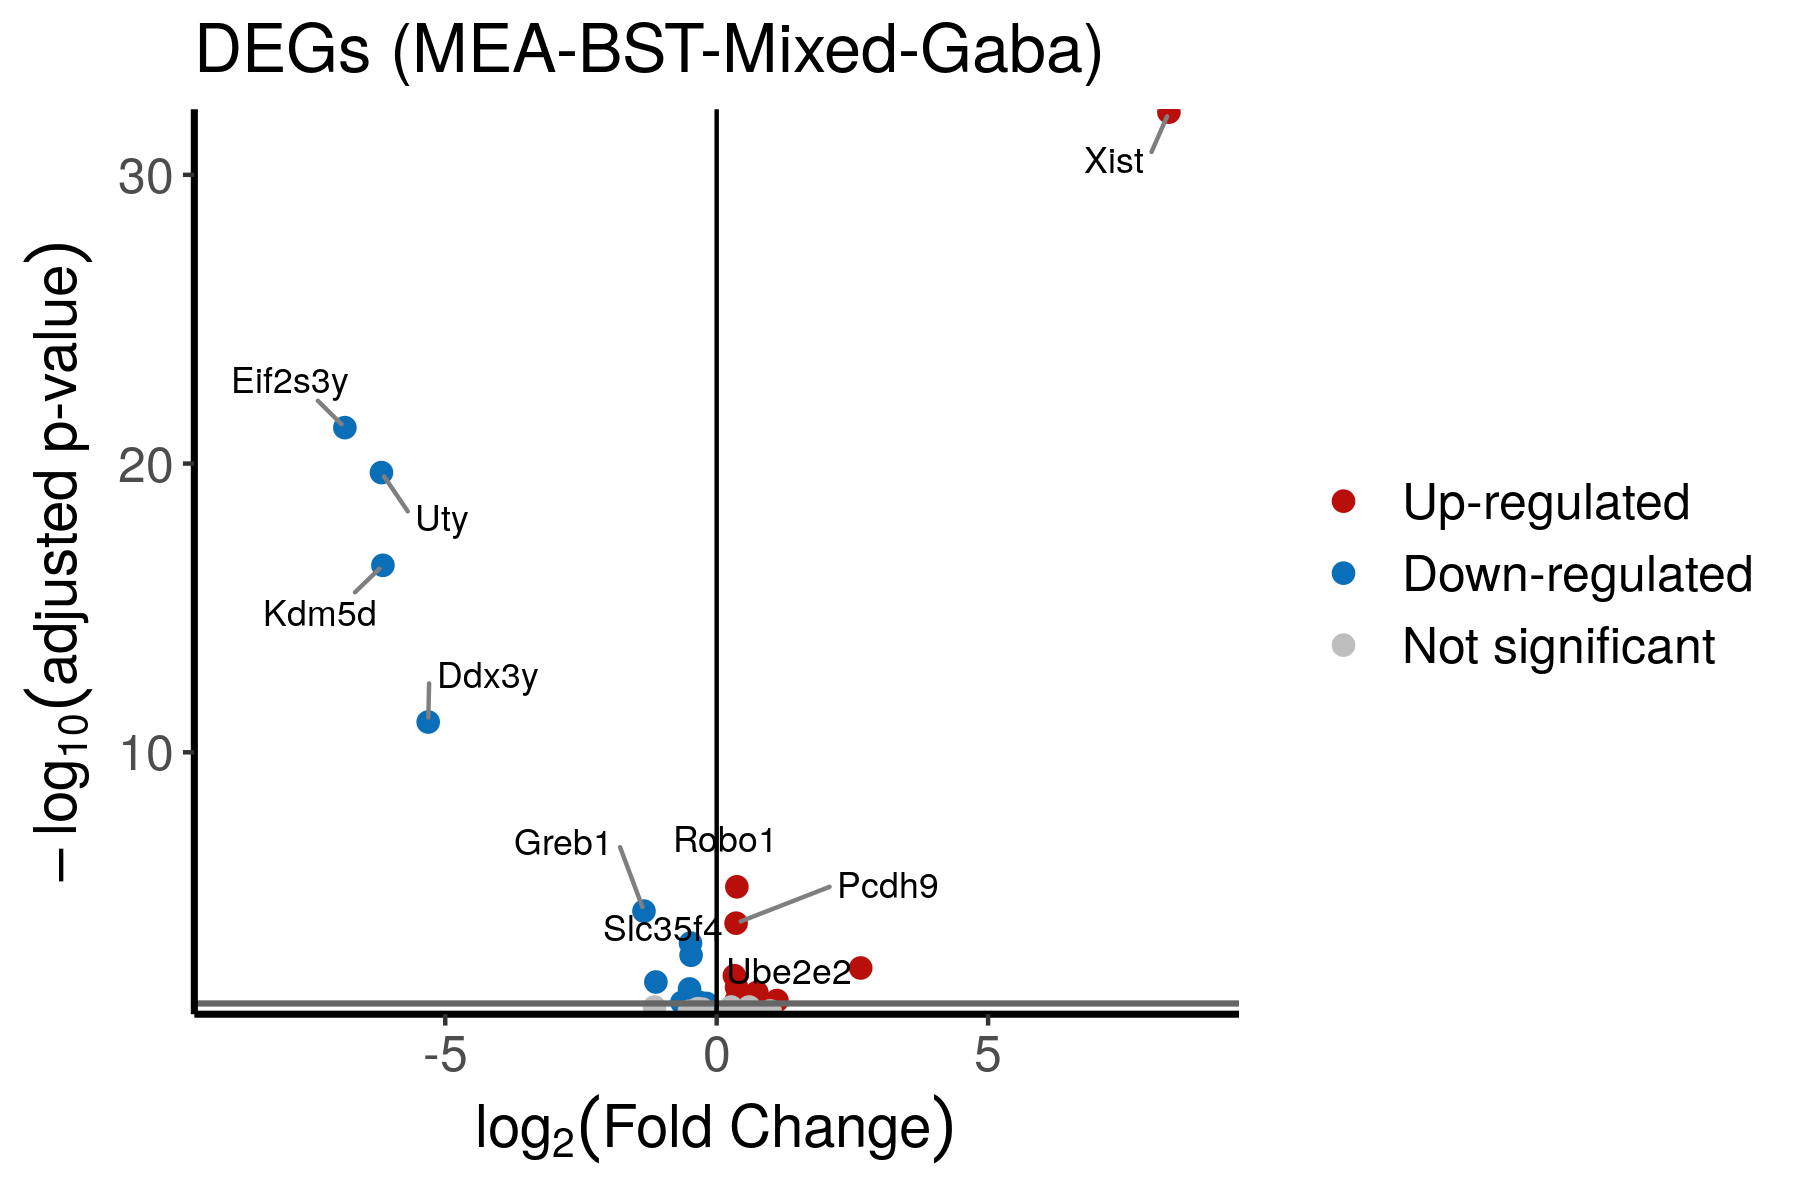 DEGs (MEA-BST-Mixed-Gaba)
−log₁₀(adjusted p-value)
30
20
10
Xist
Eif2s3y
Uty
Kdm5d
Ddx3y
Greb1
Robo1
Pcdh9
Slc35f4
Ube2e2
-5
0
5
log₂(Fold Change)
Up-regulated
Down-regulated
Not significant